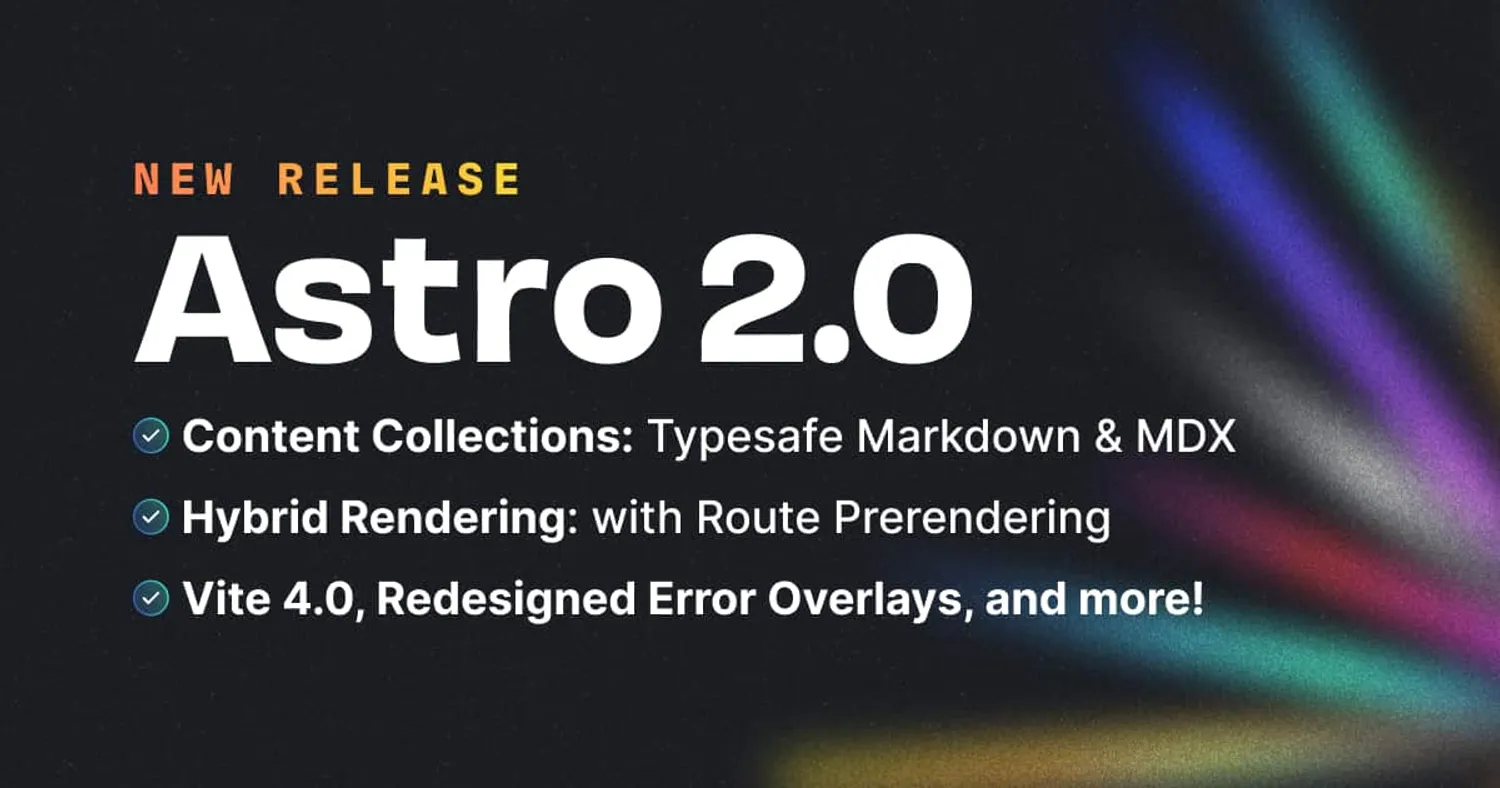 NEW RELEASE
Astro 2.0
Content Collections: Typesafe Markdown & MDX
Hybrid Rendering: with Route Prerendering
Vite 4.0, Redesigned Error Overlays, and more!